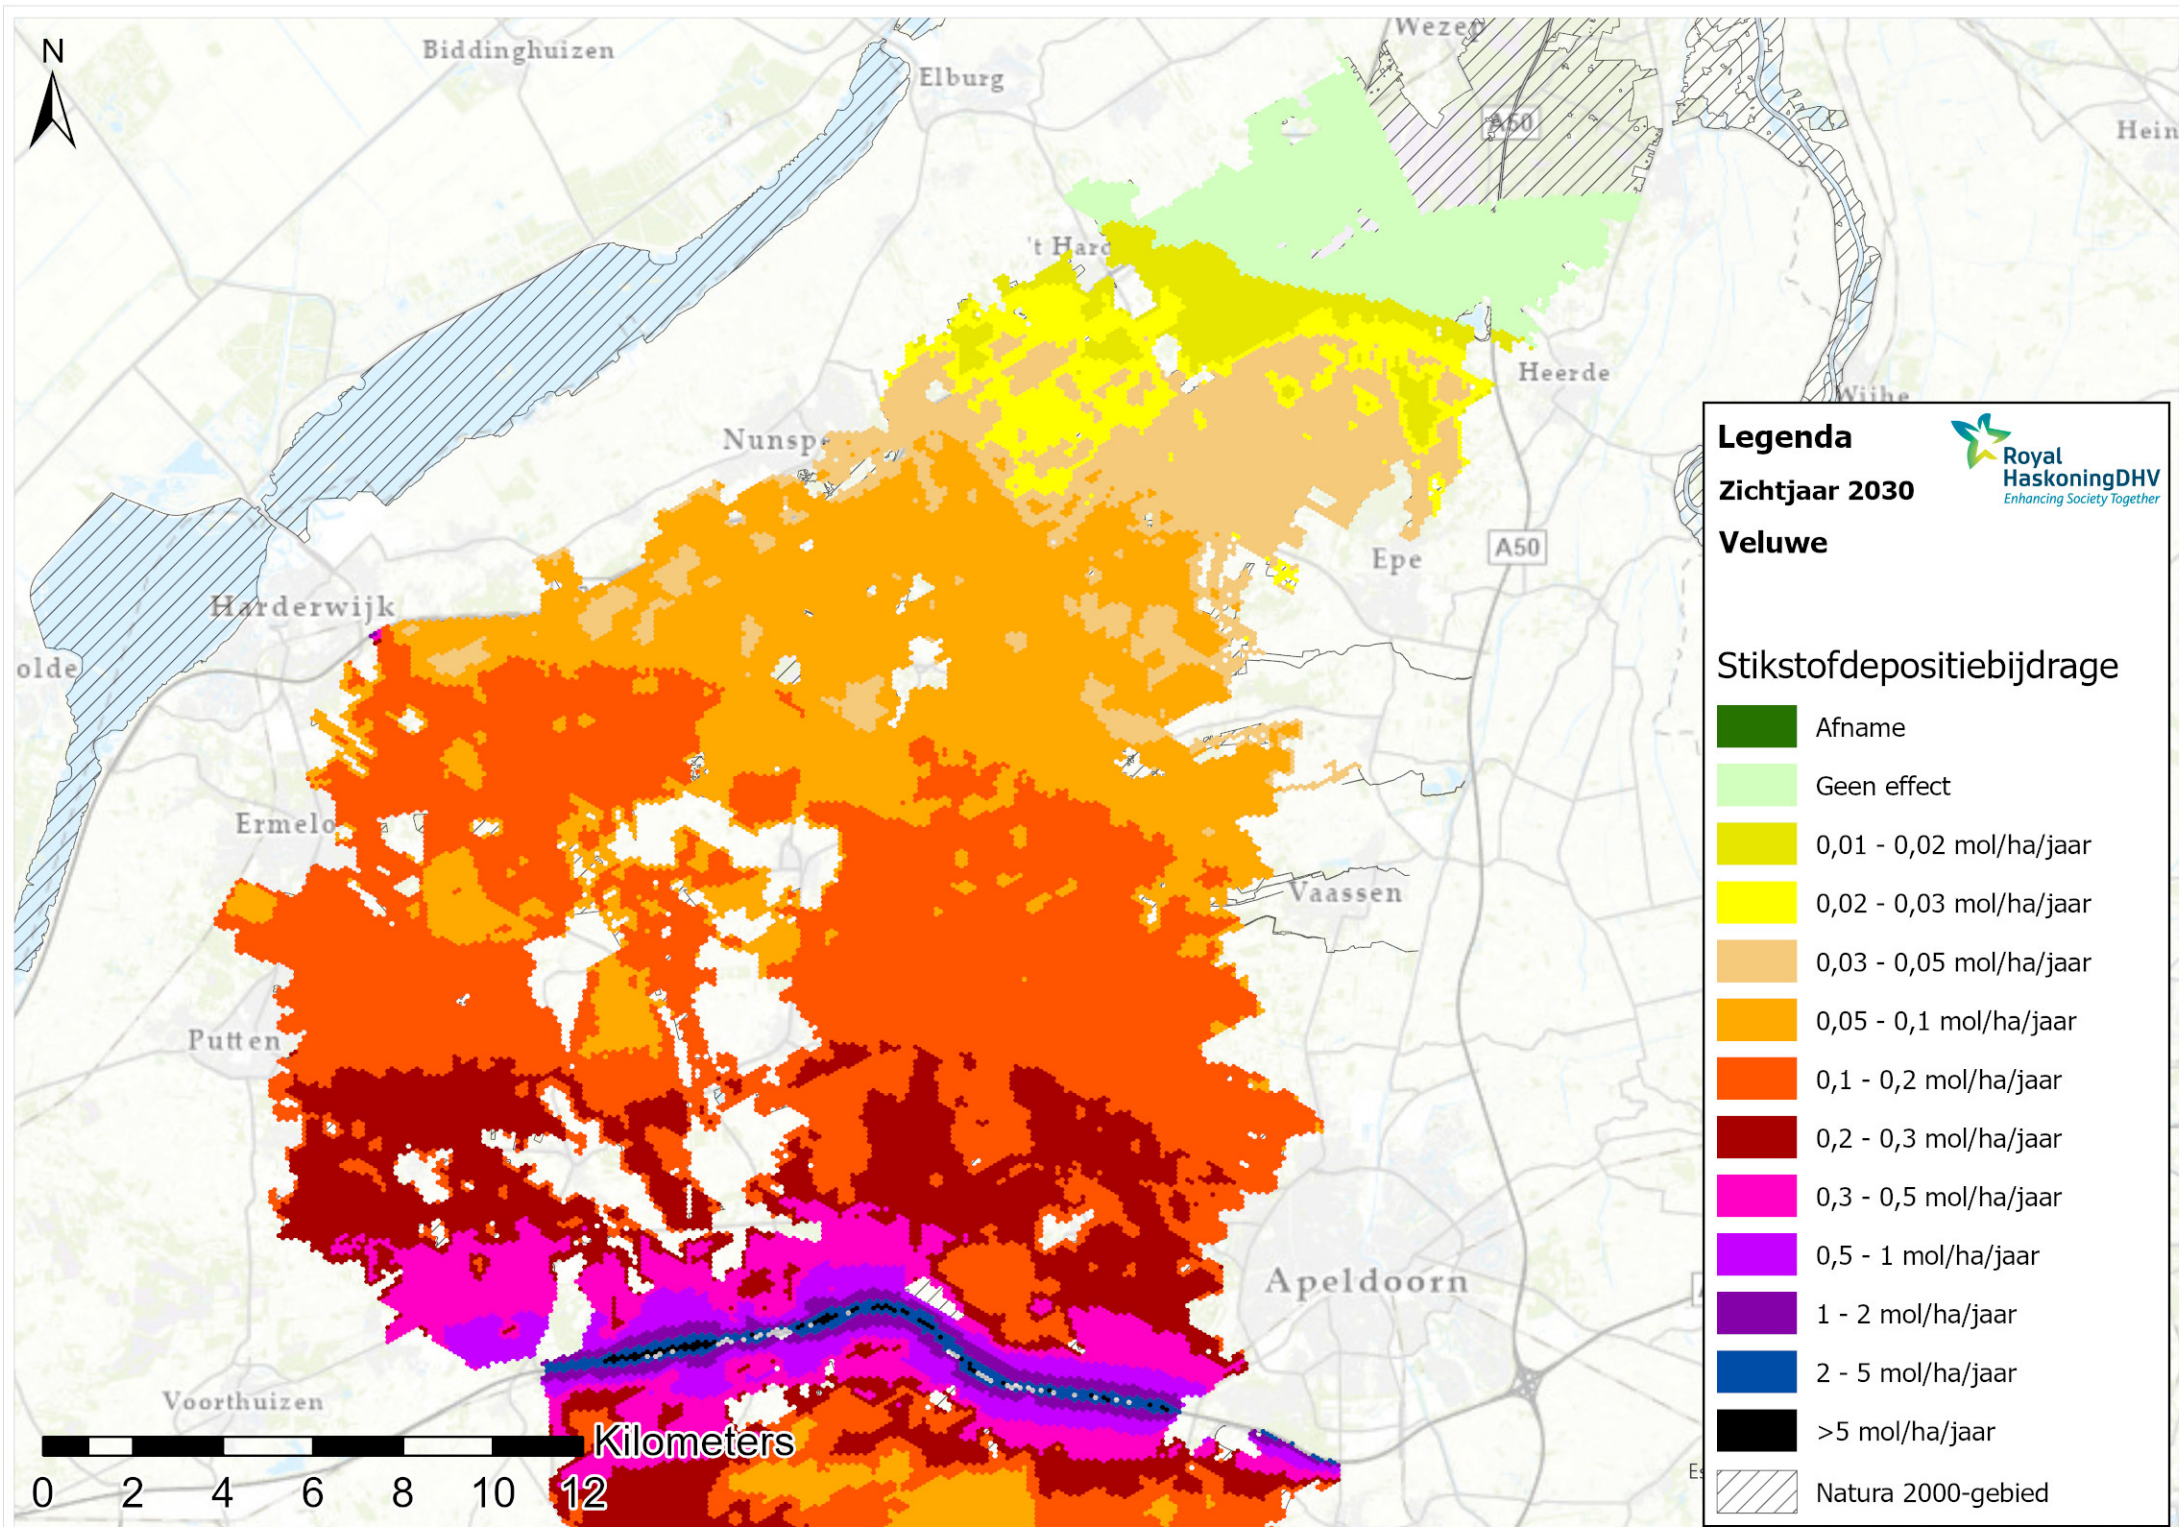 N
Biddinghuizen
Elburg
Wezep
A50
Hein
't Harc
Heerde
Wijhe
Nunsp
Epe
A50
Harderwijk
olde
Ermelo
Vaassen
Putten
Apeldoorn
Voorthuizen
Kilometers
0 2 4 6 8 10 12
Es
Legenda
Zichtjaar 2030
Veluwe
Royal
HaskoningDHV
Enhancing Society Together
Stikstofdepositiebijdrage
Afname
Geen effect
0,01 - 0,02 mol/ha/jaar
0,02 - 0,03 mol/ha/jaar
0,03 - 0,05 mol/ha/jaar
0,05 - 0,1 mol/ha/jaar
0,1 - 0,2 mol/ha/jaar
0,2 - 0,3 mol/ha/jaar
0,3 - 0,5 mol/ha/jaar
0,5 - 1 mol/ha/jaar
1 - 2 mol/ha/jaar
2 - 5 mol/ha/jaar
>5 mol/ha/jaar
Natura 2000-gebied